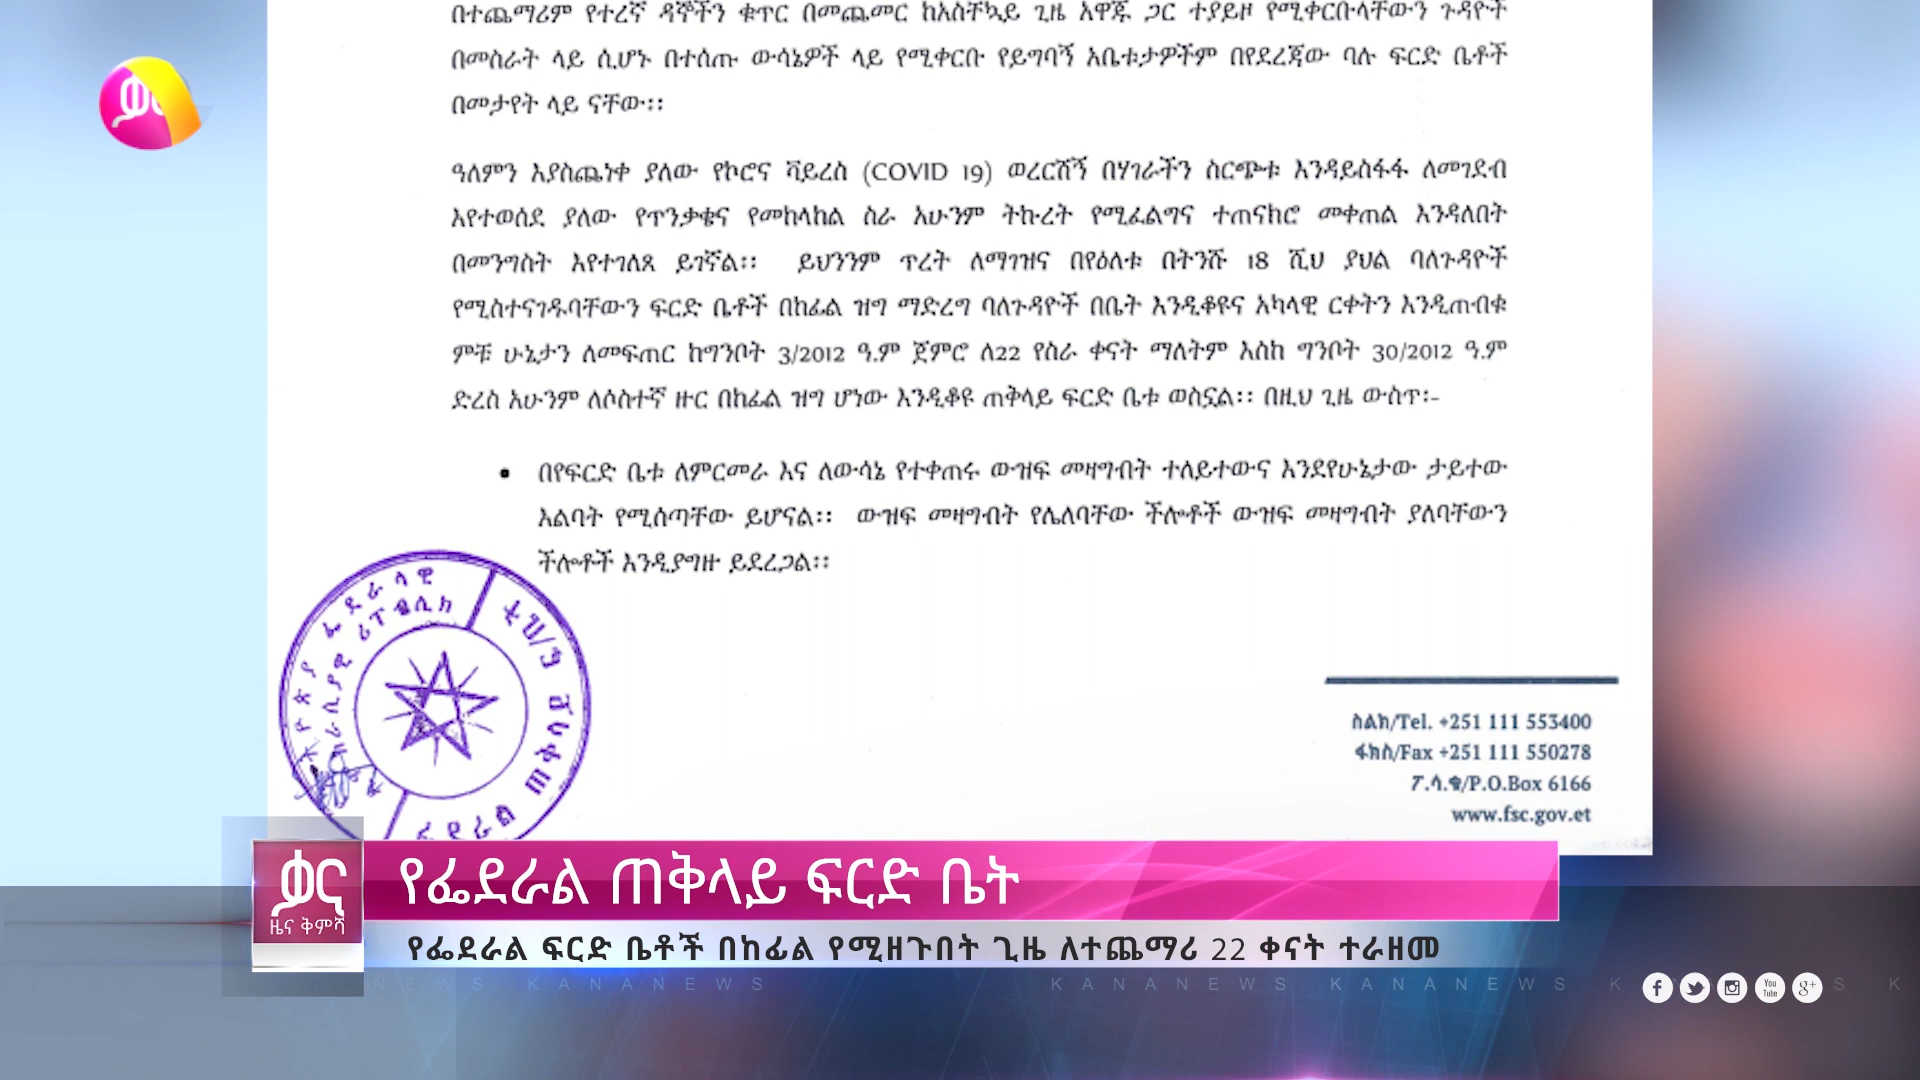 በተጨማሪም የተረኛ ዳኞችን ቁጥር በመጨመር ከአስቸኳይ ጊዜ አዋጁ ጋር ተያይዞ የሚቀርቡላቸውን ጉዳዮች
በመስራት ላይ ሲሆኑ በተሰጡ ውሳኔዎች ላይ የሚቀርቡ የይግባኝ አቤቱታዎችም በየደረጃው ባሉ ፍርድ ቤቶች
በመታየት ላይ ናቸው፡፡
ዓለምን እያስጨነቀ ያለው የኮሮና ቫይረስ (COVID 19) ወረርሽኝ በሃገራችን ስርጭቱ እንዳይስፋፋ ለመገደብ
እየተወሰደ ያለው የጥንቃቄና የመከላከል ስራ አሁንም ትኩረት የሚፈልግና ተጠናክሮ መቀጠል እንዳለበት
በመንግስት እየተገለጸ ይገኛል፡፡ ይህንንም ጥረት ለማገዝና በየዕለቱ በትንሹ 18 ሺህ ያህል ባለጉዳዮች
የሚስተናገዱባቸውን ፍርድ ቤቶች በከፊል ዝግ ማድረግ ባለጉዳዮች በቤት እንዲቆዩና አካላዊ ርቀትን እንዲጠብቁ
ምቹ ሁኔታን ለመፍጠር ከግንቦት 3/2012 ዓ.ም ጀምሮ ለ22 የስራ ቀናት ማለትም እስከ ግንቦት 30/2012 ዓ.ም
ድረስ አሁንም ለሶስተኛ ዙር በከፊል ዝግ ሆነው እንዲቆዩ ጠቅላይ ፍርድ ቤቱ ወስኗል፡፡ በዚህ ጊዜ ውስጥ፡-
• በየፍርድ ቤቱ ለምርመራ እና ለውሳኔ የተቀጠሩ ውዝፍ መዛግብት ተለይተውና እንደየሁኔታው ታይተው
እልባት የሚሰጣቸው ይሆናል፡፡ ውዝፍ መዛግብት የሌለባቸው ችሎቶች ውዝፍ መዛግብት ያለባቸውን
ችሎቶች እንዲያግዙ ይደረጋል፡፡
ስልክ/Tel. +251 111 553400
ፋክስ/Fax +251 111 550278
ፖ.ሳ.ቁ/P.O.Box 6166
www.fsc.gov.et
ቃና
ዜና ቅምሻ
የፌደራል ጠቅላይ ፍርድ ቤት
የፌደራል ፍርድ ቤቶች በከፊል የሚዘጉበት ጊዜ ለተጨማሪ 22 ቀናት ተራዘመ
NEWS KANANEWS KANANEWS KANANEWS